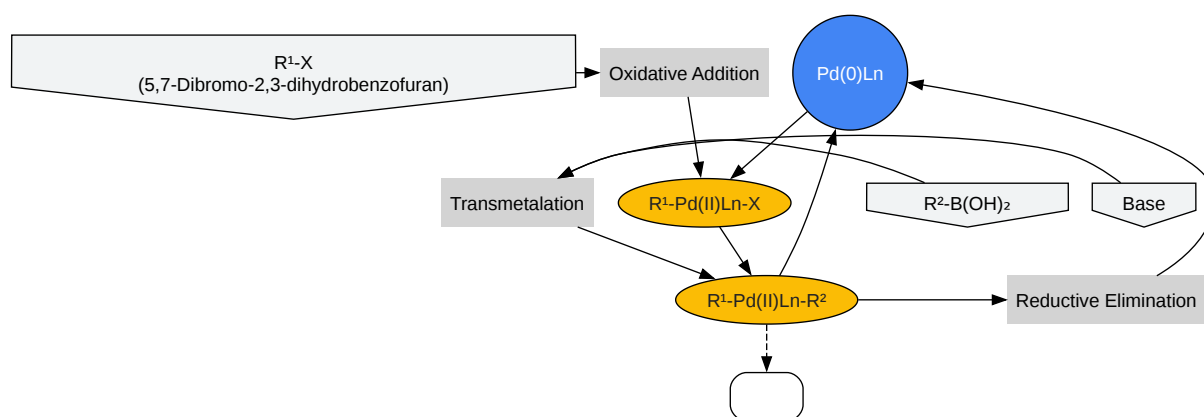 R¹-X
(5,7-Dibromo-2,3-dihydrobenzofuran)
Oxidative Addition
Pd(0)Ln
Transmetalation
R¹-Pd(II)Ln-X
R²-B(OH)₂
Base
R¹-Pd(II)Ln-R²
Reductive Elimination